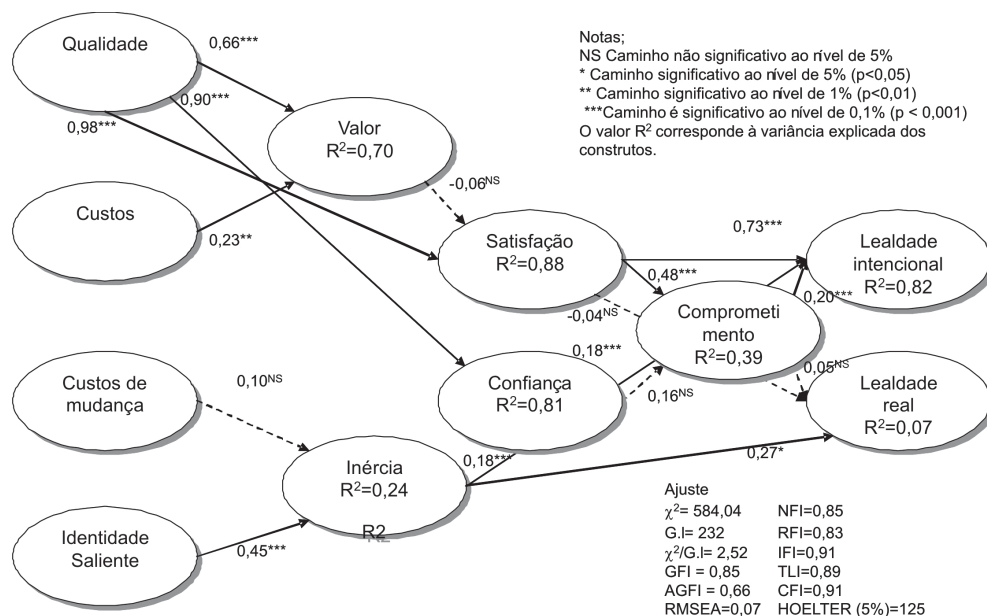 Qualidade
0,66***
0,90***
0,98***
Valor
R²=0,70
Custos
0,23**
-0,06ᴺˢ
Notas;
NS Caminho não significativo ao nível de 5%
* Caminho significativo ao nível de 5% (p<0,05)
** Caminho significativo ao nível de 1% (p<0,01)
***Caminho é significativo ao nível de 0,1% (p < 0,001)
O valor R² corresponde à variância explicada dos
construtos.
Satisfação
R²=0,88
0,73***
0,48***
-0,04ᴺˢ
Lealdade
intencional
R²=0,82
0,20***
Comprometi
mento
R²=0,39
0,18***
0,16ᴺˢ
0,05ᴺˢ
Custos de
mudança
0,10ᴺˢ
Confiança
R²=0,81
Lealdade
real
R²=0,07
Inércia
R²=0,24
R2
0,18***
0,27*
Identidade
Saliente
0,45***
Ajuste
χ²= 584,04 NFI=0,85
G.l= 232 RFI=0,83
χ²/G.l= 2,52 IFI=0,91
GFI = 0,85 TLI=0,89
AGFI = 0,66 CFI=0,91
RMSEA=0,07 HOELTER (5%)=125